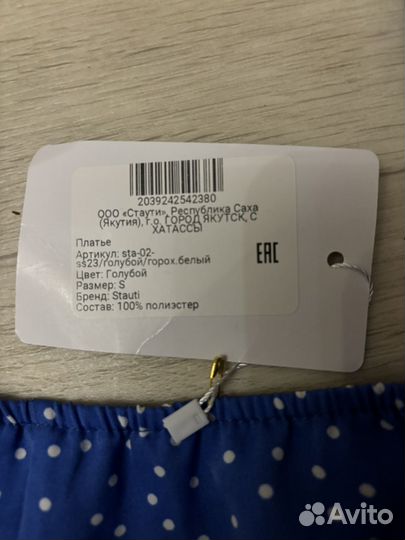 2039242542380
ООО «Стаути», Республика Саха
(Якутия), г.о. ГОРОД ЯКУТСК, С
ХАТАССЫ
Платье
Артикул: sta-02-
ss23/голубой/горох.белый
Цвет: Голубой
Размер: S
Бренд: Stauti
Состав: 100% полиэстер
EAC
Avito